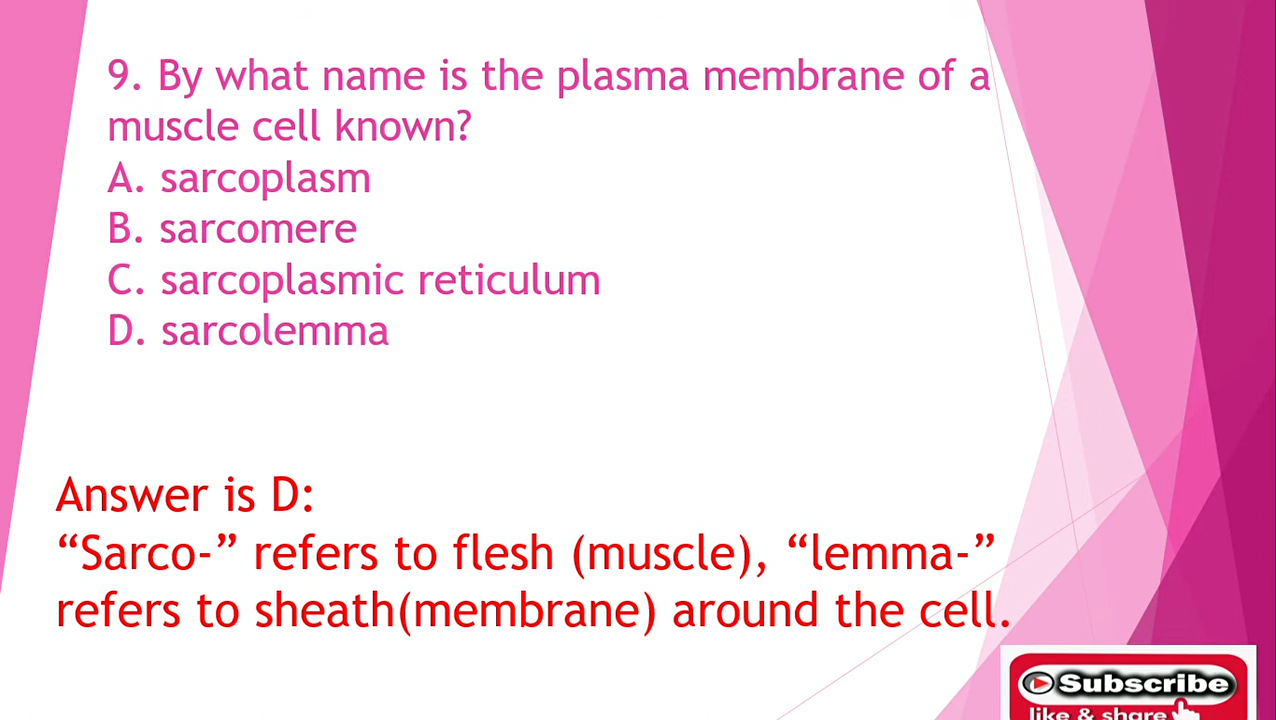 9. By what name is the plasma membrane of a
muscle cell known?
A. sarcoplasm
B. sarcomere
C. sarcoplasmic reticulum
D. sarcolemma
Answer is D:
“Sarco-” refers to flesh (muscle), “lemma-”
refers to sheath(membrane) around the cell.
Subscribe
like & share